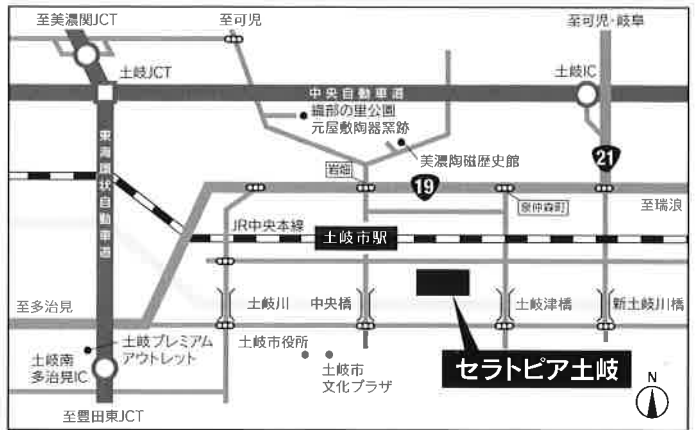 至美濃関JCT
至可児
至可児・岐阜
土岐JCT
土岐IC
中央自動車道
織部の里公園
元屋敷陶器窯跡
東海環状自動車道
美濃陶磁歴史館
21
岩畑
19
泉仲森町
至瑞浪
JR中央本線
土岐市駅
至多治見
土岐川
中央橋
土岐津橋
新土岐川橋
土岐プレミアム
アウトレット
土岐市役所
土岐南
多治見IC
土岐市
文化プラザ
セラトピア土岐
N
至豊田東JCT